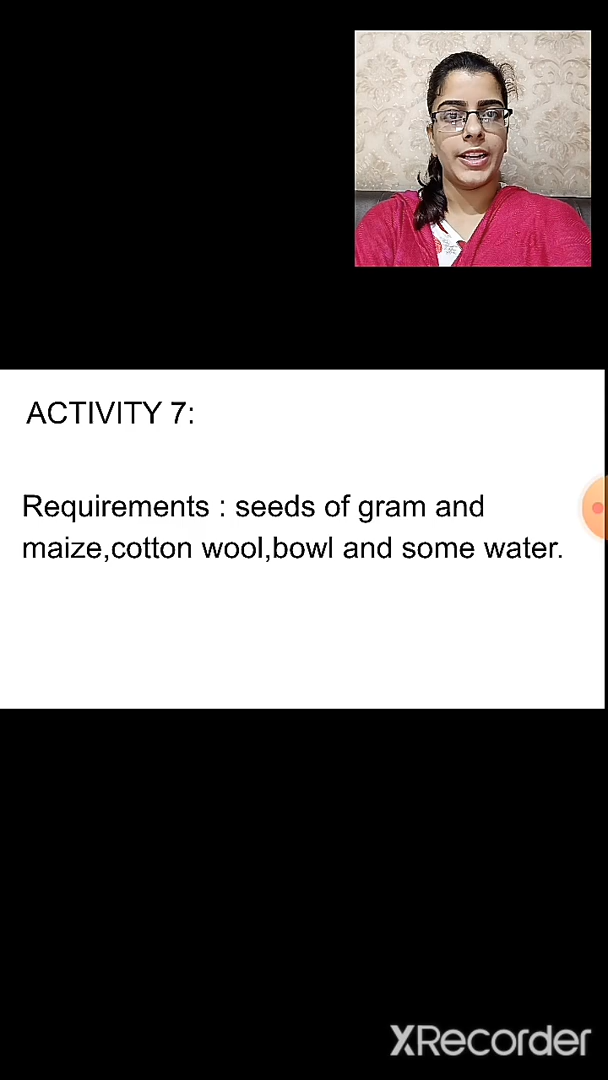 ACTIVITY 7:
Requirements : seeds of gram and
maize,cotton wool,bowl and some water.
XRecorder